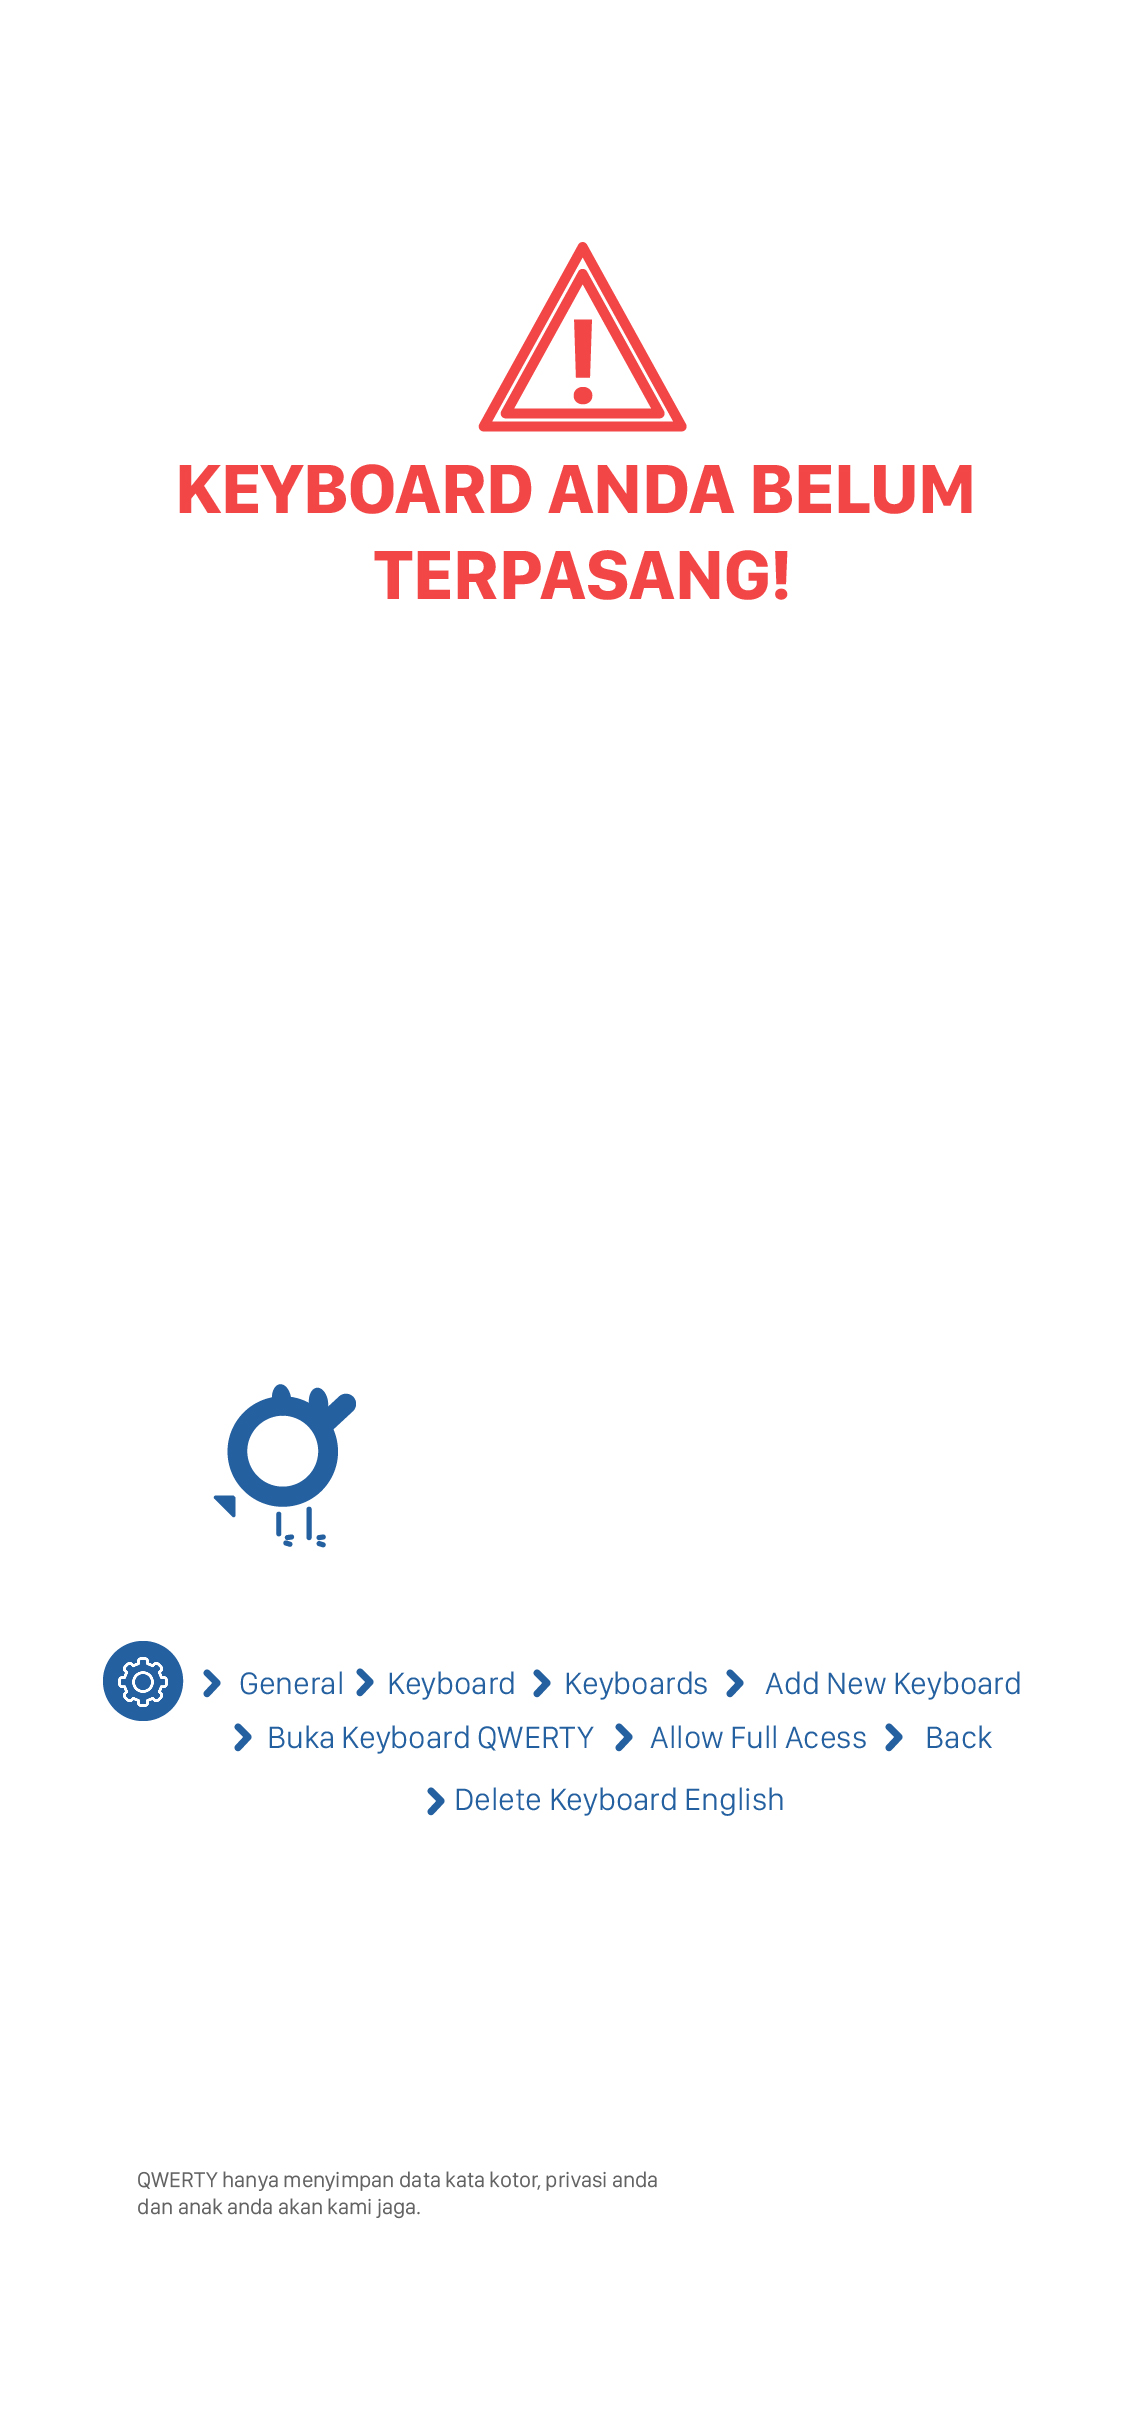 KEYBOARD ANDA BELUM
TERPASANG!
General Keyboard Keyboards Add New Keyboard
Buka Keyboard QWERTY Allow Full Acess Back
Delete Keyboard English
QWERTY hanya menyimpan data kata kotor, privasi anda
dan anak anda akan kami jaga.